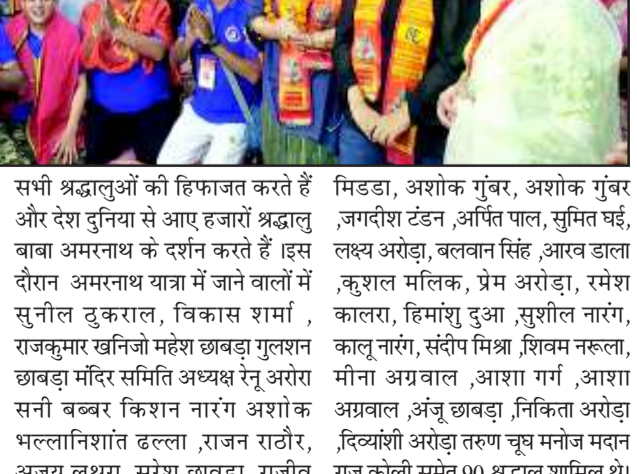 सभी श्रद्धालुओं की हिफाजत करते हैं
और देश दुनिया से आए हजारों श्रद्धालु
बाबा अमरनाथ के दर्शन करते हैं ।इस
दौरान अमरनाथ यात्रा में जाने वालों में
सुनील ठुकराल, विकास शर्मा ,
राजकुमार खनिजो महेश छाबड़ा गुलशन
छाबड़ा मंदिर समिति अध्यक्ष रेनू अरोरा
सनी बब्बर किशन नारंग अशोक
भल्लानिशांत ढल्ला ,राजन राठौर,
मिडडा, अशोक गुंबर, अशोक गुंबर
,जगदीश टंडन ,अर्पित पाल, सुमित घई,
लक्ष्य अरोड़ा, बलवान सिंह ,आरव डाला
,कुशल मलिक, प्रेम अरोड़ा, रमेश
कालरा, हिमांशु दुआ ,सुशील नारंग,
कालू नारंग, संदीप मिश्रा ,शिवम नरूला,
मीना अग्रवाल ,आशा गर्ग ,आशा
अग्रवाल ,अंजू छाबड़ा ,निकिता अरोड़ा
,दिव्यांशी अरोड़ा तरुण चूघ मनोज मदान